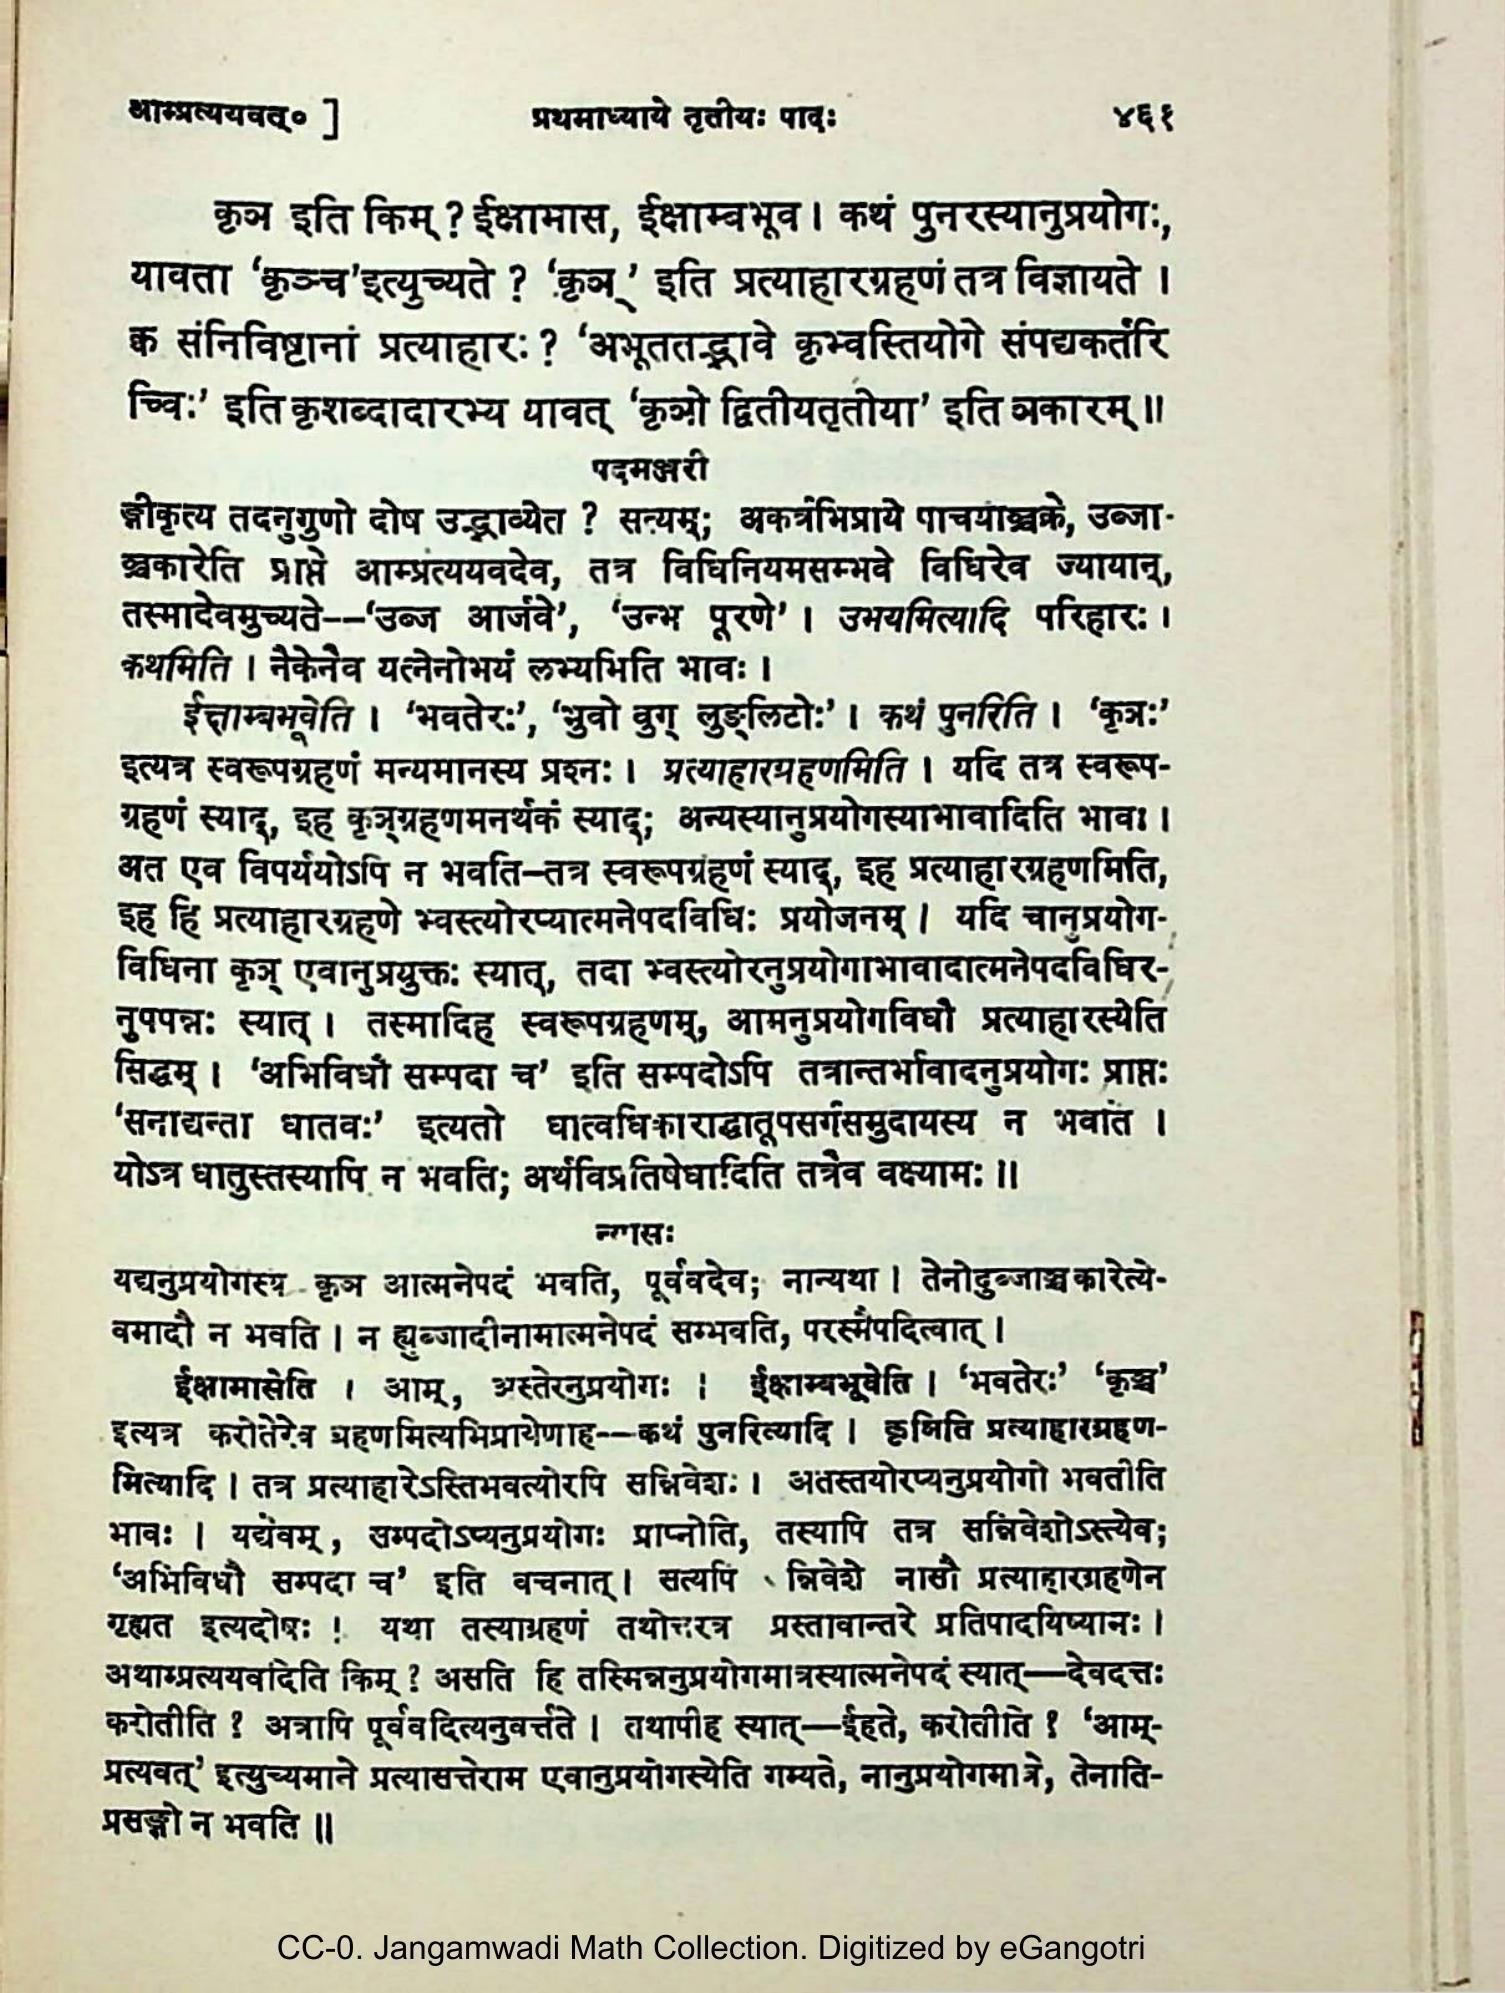 आम्प्रत्ययवत्० ] प्रथमाध्याये तृतीयः पादः ४६१
कृञ इति किम् ? ईक्षामास, ईक्षाम्बभूव । कथं पुनरस्यानुप्रयोगः,
यावता ‘कृञ्च’इत्युच्यते ? ‘कृञ्’ इति प्रत्याहारग्रहणं तत्र विज्ञायते ।
क्व संनिविष्टानां प्रत्याहारः ? ‘अभूततद्भावे कृभ्वस्तियोगे संपद्यकर्तरि
च्विः’ इति कृशब्दादारभ्य यावत् ‘कृञो द्वितीयतृतीया’ इति ञकारम् ॥
पदमञ्जरी
ङ्गीकृत्य तदनुगुणो दोष उद्भाव्येत ? सत्यम्; अकर्त्रभिप्राये पाचयाञ्चक्रे, उब्जा-
ञ्चकारेति प्राप्ते आम्प्रत्ययवदेव, तत्र विधिनियमसम्भवे विधिरेव ज्यायान्,
तस्मादेवमुच्यते--‘उब्ज आर्जवे’, ‘उन्भ पूरणे’ । उभयमित्यादि परिहारः ।
कथमिति । नैकेनैव यत्नेनोभयं लभ्यमिति भावः ।
ईक्षाम्बभूवेति । ‘भवतेरः’, ‘भुवो वुग् लुङ्लिटोः’ । कथं पुनरिति । ‘कृञः’
इत्यत्र स्वरूपग्रहणं मन्यमानस्य प्रश्नः । प्रत्याहारग्रहणमिति । यदि तत्र स्वरूप-
ग्रहणं स्याद्, इह कृञ्ग्रहणमनर्थकं स्याद्; अन्यस्यानुप्रयोगस्याभावादिति भावः ।
अत एव विपर्ययोऽपि न भवति–तत्र स्वरूपग्रहणं स्याद्, इह प्रत्याहारग्रहणमिति,
इह हि प्रत्याहारग्रहणे भ्वस्त्योरप्यात्मनेपदविधिः प्रयोजनम् । यदि चानुप्रयोग-
विधिना कृञ् एवानुप्रयुक्तः स्यात्, तदा भ्वस्त्योरनुप्रयोगाभावादात्मनेपदविधिर-
नुपपन्नः स्यात् । तस्मादिह स्वरूपग्रहणम्, आमनुप्रयोगविधौ प्रत्याहारस्येति
सिद्धम् । ‘अभिविधौ सम्पदा च’ इति सम्पदोऽपि तत्रान्तर्भावादनुप्रयोगः प्राप्तः
‘सनाद्यन्ता धातवः’ इत्यतो धात्वधिकाराद्धातूपसर्गसमुदायस्य न भवति ।
योऽत्र धातुस्तस्यापि न भवति; अर्थविप्रतिषेधादिति तत्रैव वक्ष्यामः ॥
न्यासः
यद्यनुप्रयोगस्य कृञ आत्मनेपदं भवति, पूर्ववदेव; नान्यथा । तेनोदुब्जाञ्चकारेत्ये-
वमादौ न भवति । न ह्युब्जादीनामात्मनेपदं सम्भवति, परस्मैपदित्वात् ।
ईक्षामासेति । आम्, अस्तेरनुप्रयोगः । ईक्षाम्बभूवेति । ‘भवतेरः’ ‘कृञ्च’
इत्यत्र करोतेरेव ग्रहणमित्यभिप्रायेणाह--कथं पुनरित्यादि । कृञिति प्रत्याहारग्रहण-
मित्यादि । तत्र प्रत्याहारेऽस्तिभवत्योरपि सन्निवेशः । अतस्तयोरप्यनुप्रयोगो भवतीति
भावः । यद्येवम्, सम्पदोऽप्यनुप्रयोगः प्राप्नोति, तस्यापि तत्र सन्निवेशोऽस्त्येव;
‘अभिविधौ सम्पदा च’ इति वचनात् । सत्यपि न्निवेशे नासौ प्रत्याहारग्रहणेन
गृह्यत इत्यदोषः ! यथा तस्याग्रहणं तथोत्तरत्र प्रस्तावान्तरे प्रतिपादयिष्यामः ।
अथाम्प्रत्ययवदिति किम् ? असति हि तस्मिन्ननुप्रयोगमात्रस्यात्मनेपदं स्यात्—देवदत्तः
करोतीति ? अत्रापि पूर्ववदित्यनुवर्त्तते । तथापीह स्यात्—ईहते, करोतीति ? ‘आम्-
प्रत्यवत्’ इत्युच्यमाने प्रत्यासत्तेराम एवानुप्रयोगस्येति गम्यते, नानुप्रयोगमात्रे, तेनाति-
प्रसङ्गो न भवति ॥
CC-0. Jangamwadi Math Collection. Digitized by eGangotri